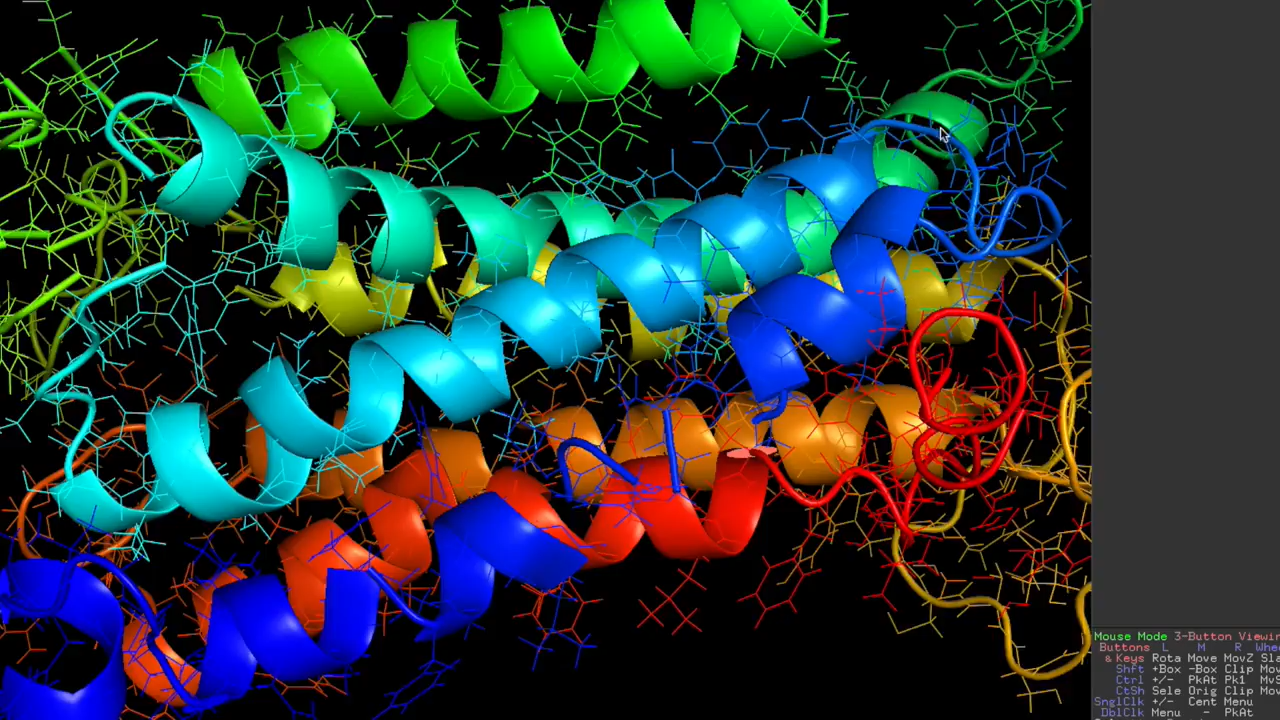 Mouse Mode 3-Button Viewin
Buttons L M R Whee
& Keys Rota Move MovZ Sla
Shft +Box -Box Clip Mov
Ctrl +/- PkAt Pk1 MvS
CtSh Sele Orig Clip Mov
SnglClk +/- Cent Menu
DblClk Menu - PkAt